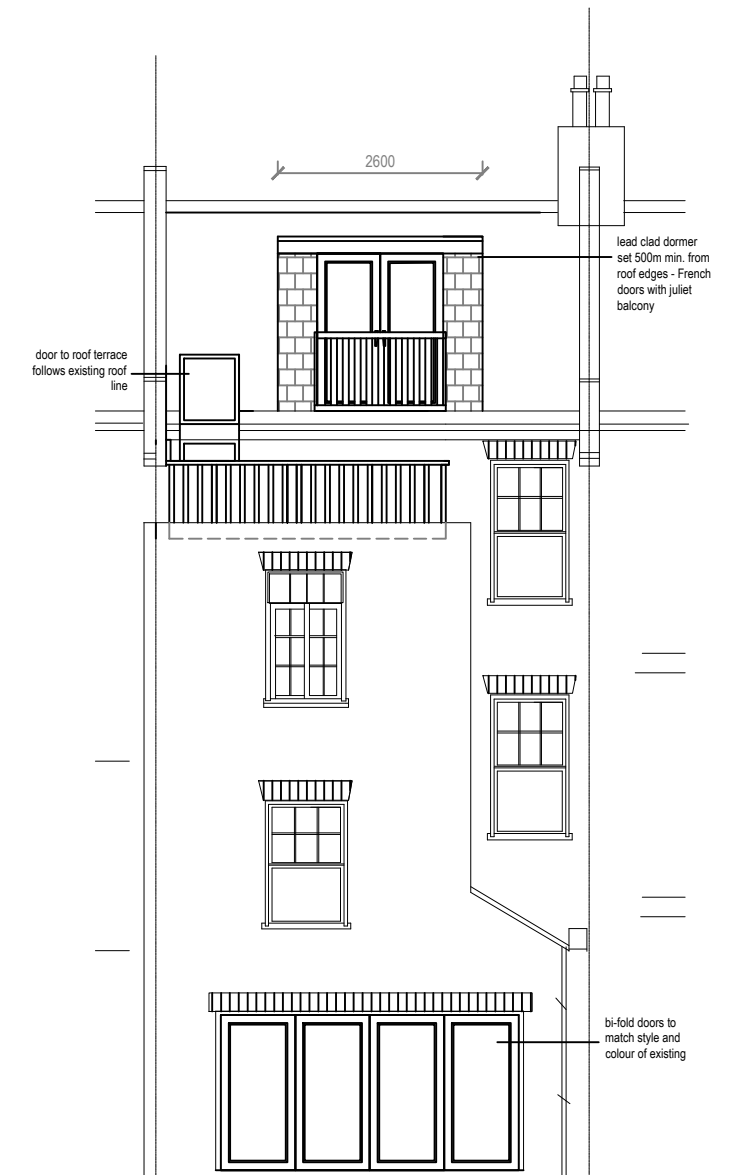 2600
lead clad dormer
set 500m min. from
roof edges - French
doors with juliet
balcony
door to roof terrace
follows existing roof
line
bi-fold doors to
match style and
colour of existing